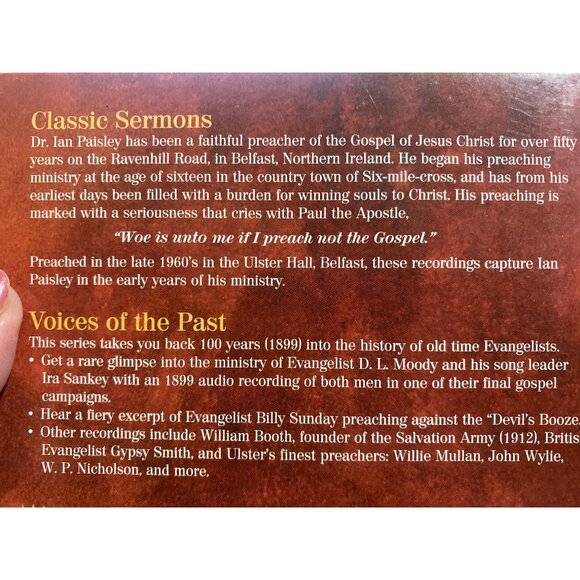 Classic Sermons
Dr. Ian Paisley has been a faithful preacher of the Gospel of Jesus Christ for over fifty
years on the Ravenhill Road, in Belfast, Northern Ireland. He began his preaching
ministry at the age of sixteen in the country town of Six-mile-cross, and has from his
earliest days been filled with a burden for winning souls to Christ. His preaching is
marked with a seriousness that cries with Paul the Apostle,
“Woe is unto me if I preach not the Gospel.”
Preached in the late 1960’s in the Ulster Hall, Belfast, these recordings capture Ian
Paisley in the early years of his ministry.
Voices of the Past
This series takes you back 100 years (1899) into the history of old time Evangelists.
• Get a rare glimpse into the ministry of Evangelist D. L. Moody and his song leader
Ira Sankey with an 1899 audio recording of both men in one of their final gospel
campaigns.
• Hear a fiery excerpt of Evangelist Billy Sunday preaching against the “Devil’s Booze.
• Other recordings include William Booth, founder of the Salvation Army (1912), Britis
Evangelist Gypsy Smith, and Ulster’s finest preachers: Willie Mullan, John Wylie,
W. P. Nicholson, and more.